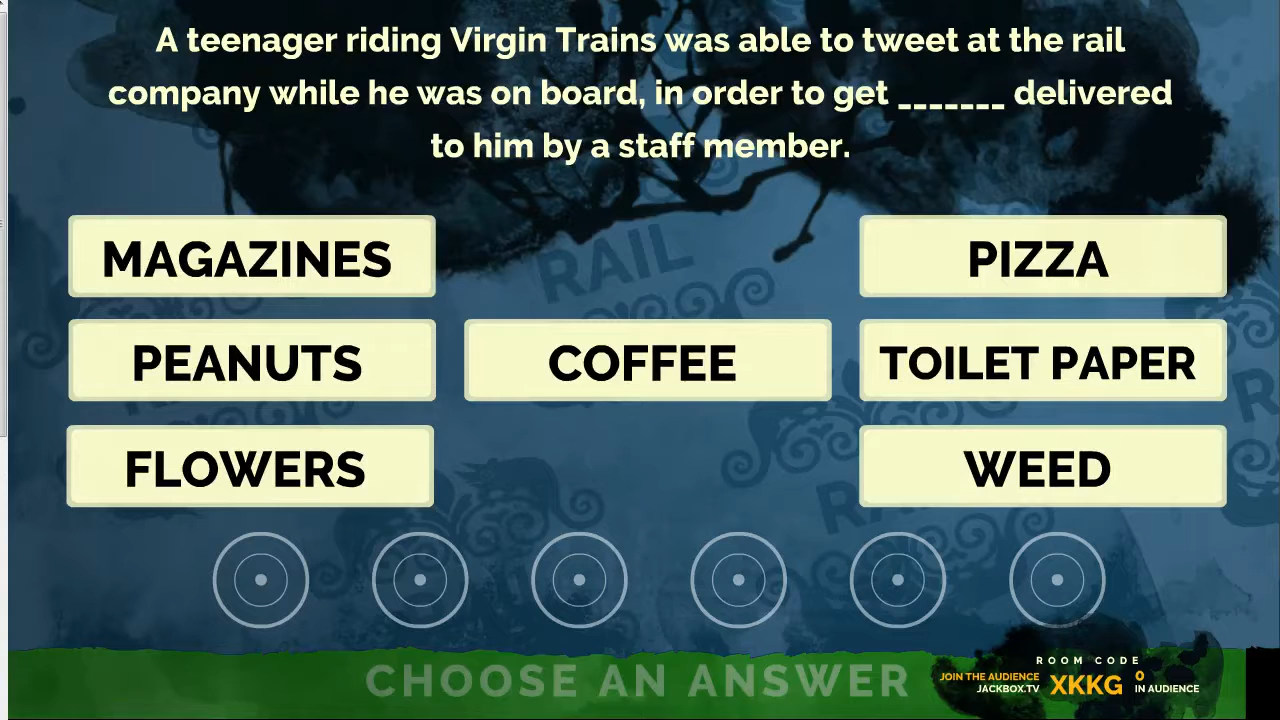 A teenager riding Virgin Trains was able to tweet at the rail
company while he was on board, in order to get _______ delivered
to him by a staff member.
MAGAZINES
PIZZA
PEANUTS
COFFEE
TOILET PAPER
FLOWERS
WEED
RAIL
CHOOSE AN ANSWER
ROOM CODE
JOIN THE AUDIENCE
JACKBOX.TV
XKKG
0
IN AUDIENCE